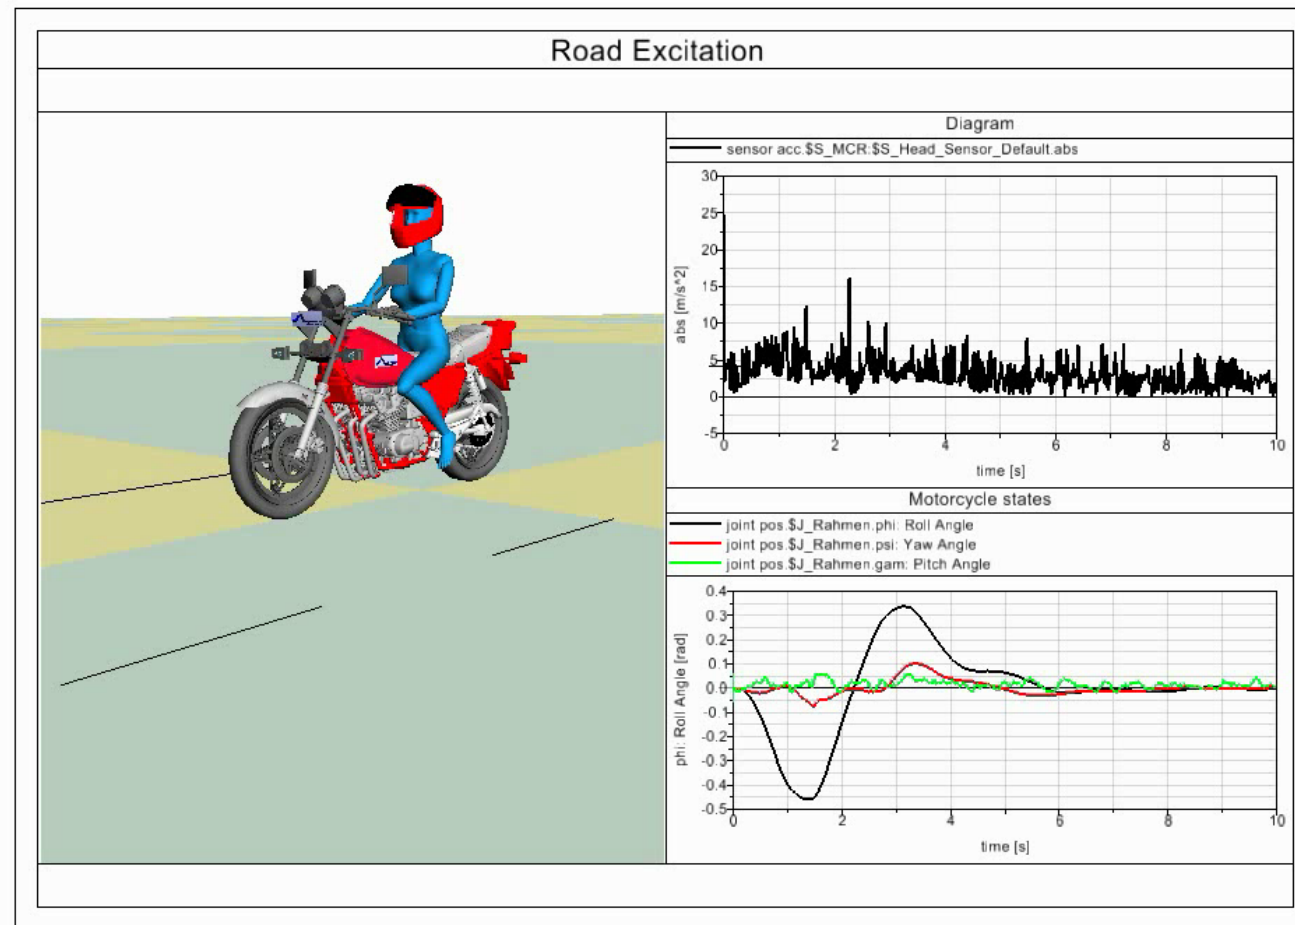 Road Excitation
Diagram
sensor acc.$S_MCR:$S_Head_Sensor_Default.abs
30
25
20
15
10
5
0
-5
abs [m/s^2]
0 2 4 6 8 10
time [s]
Motorcycle states
joint pos.$J_Rahmen.phi: Roll Angle
joint pos.$J_Rahmen.psi: Yaw Angle
joint pos.$J_Rahmen.gam: Pitch Angle
0.4
0.3
0.2
0.1
0.0
-0.1
-0.2
-0.3
-0.4
-0.5
phi: Roll Angle [rad]
0 2 4 6 8 10
time [s]